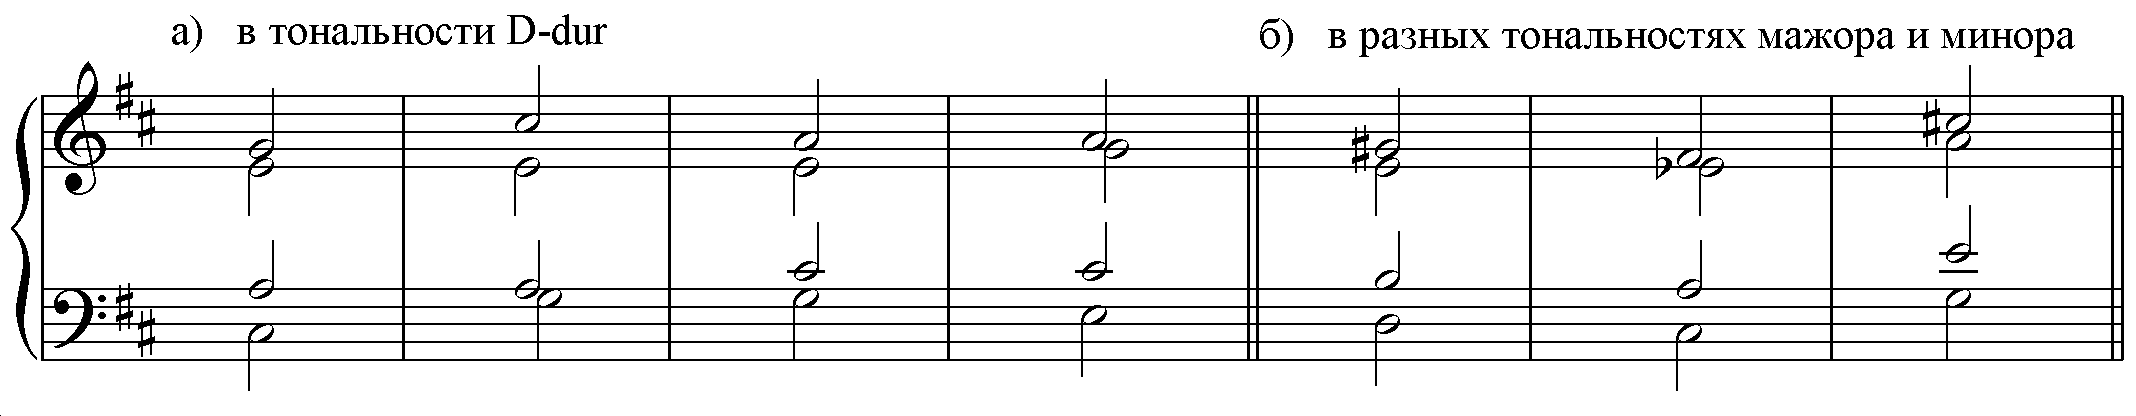 а) в тональности D-dur
б) в разных тональностях мажора и минора